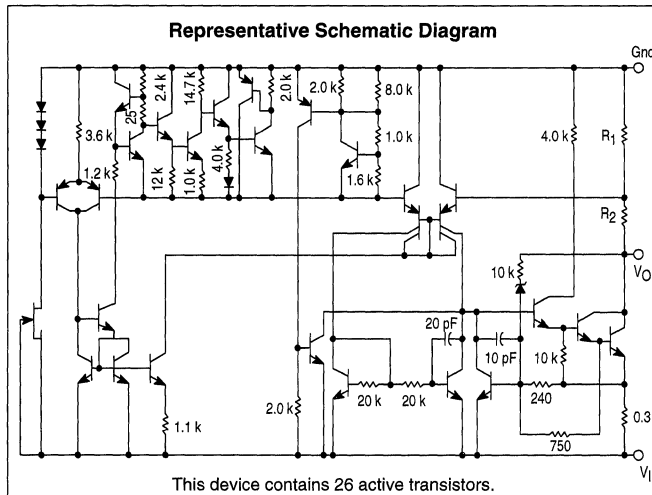 Representative Schematic Diagram
Gnd
2.4 k
14.7 k
2.0 k
2.0 k
8.0 k
25
3.6 k
1.0 k
4.0 k
R1
1.2 k
12 k
1.0 k
4.0 k
1.6 k
R2
10 k
VO
20 pF
10 pF
10 k
2.0 k
20 k
20 k
240
0.3
1.1 k
750
VI
This device contains 26 active transistors.